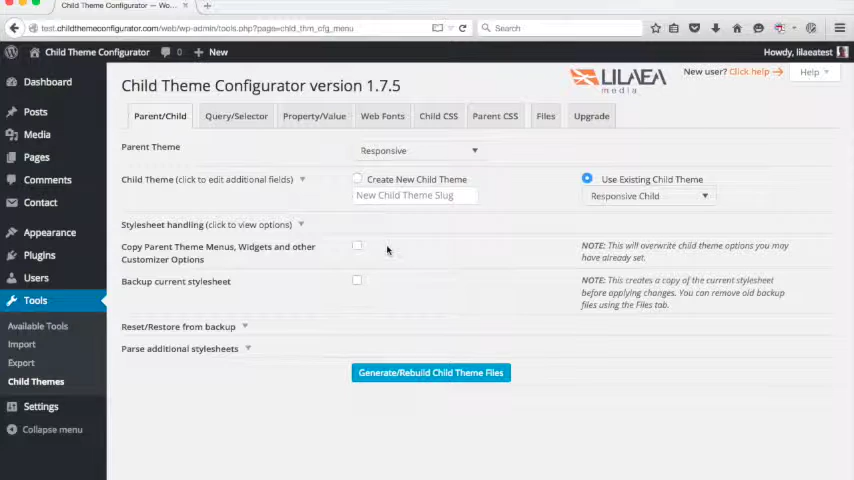 Child Theme Configurator — Wo...
test.childthemeconfigurator.com/web/wp-admin/tools.php?page=child_thm_cfg_menu
Search
Child Theme Configurator
0
+ New
Howdy, lilaeatest
Dashboard
Posts
Media
Pages
Comments
Contact
Appearance
Plugins
Users
Tools
Available Tools
Import
Export
Child Themes
Settings
Collapse menu
Child Theme Configurator version 1.7.5
LILAEA
media
New user? Click help
Help
Parent/Child
Query/Selector
Property/Value
Web Fonts
Child CSS
Parent CSS
Files
Upgrade
Parent Theme
Responsive
Child Theme (click to edit additional fields)
Create New Child Theme
New Child Theme Slug
Use Existing Child Theme
Responsive Child
Stylesheet handling (click to view options)
Copy Parent Theme Menus, Widgets and other
Customizer Options
NOTE: This will overwrite child theme options you may
have already set.
Backup current stylesheet
NOTE: This creates a copy of the current stylesheet
before applying changes. You can remove old backup
files using the Files tab.
Reset/Restore from backup
Parse additional stylesheets
Generate/Rebuild Child Theme Files